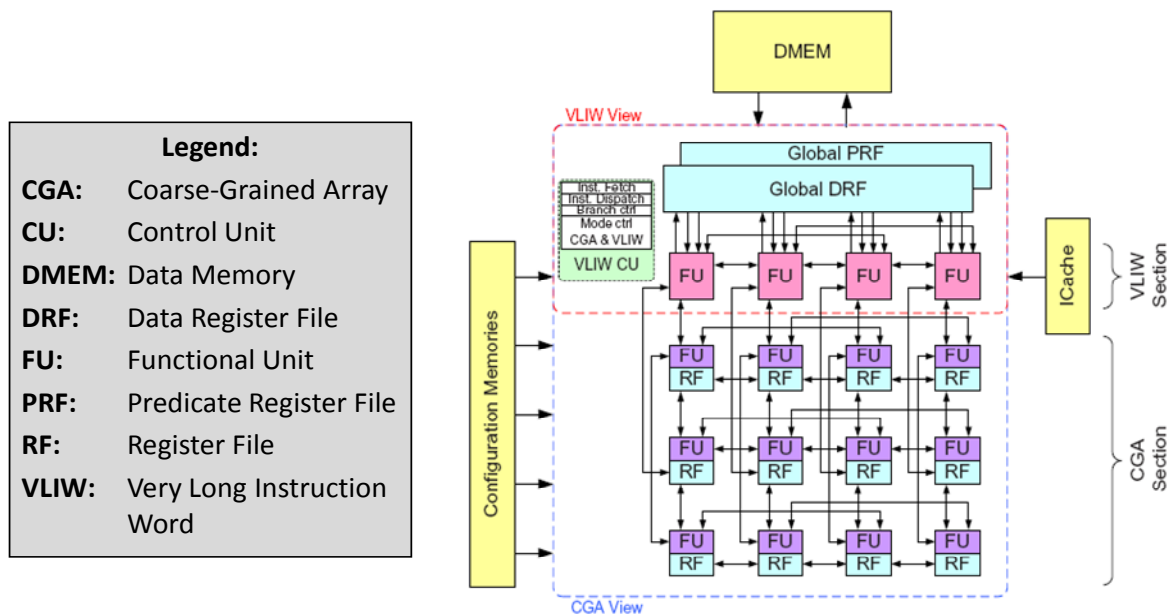 Legend:
CGA: Coarse-Grained Array
CU: Control Unit
DMEM: Data Memory
DRF: Data Register File
FU: Functional Unit
PRF: Predicate Register File
RF: Register File
VLIW: Very Long Instruction
Word
DMEM
VLIW View
Global PRF
Global DRF
Inst. Fetch
Inst. Dispatch
Branch ctrl
Mode ctrl
CGA & VLIW
VLIW CU
FU FU FU FU
ICache
VLIW
Section
Configuration Memories
FU FU FU FU
RF RF RF RF
FU FU FU FU
RF RF RF RF
FU FU FU FU
RF RF RF RF
CGA
Section
CGA View